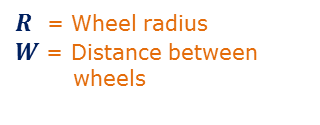 R = Wheel radius
W = Distance between
wheels